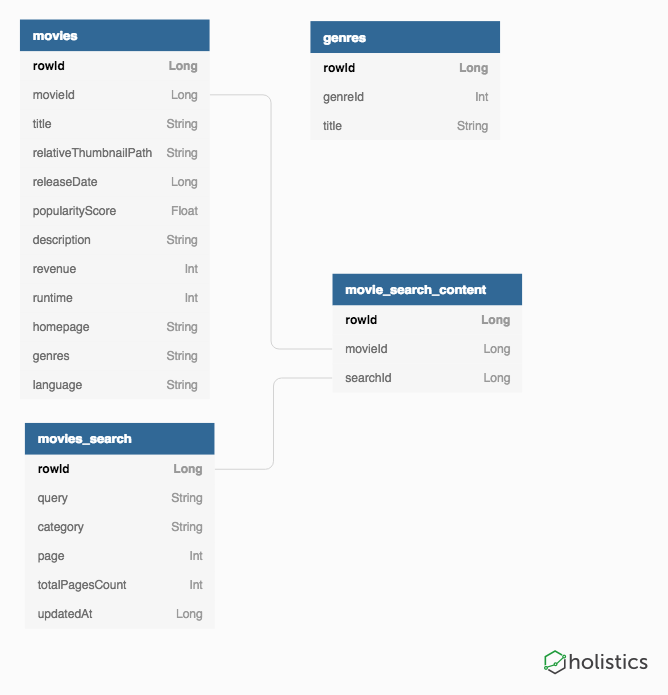 movies
rowId Long
movieId Long
title String
relativeThumbnailPath String
releaseDate Long
popularityScore Float
description String
revenue Int
runtime Int
homepage String
genres String
language String
genres
rowId Long
genreId Int
title String
movie_search_content
rowId Long
movieId Long
searchId Long
movies_search
rowId Long
query String
category String
page Int
totalPagesCount Int
updatedAt Long
holistics